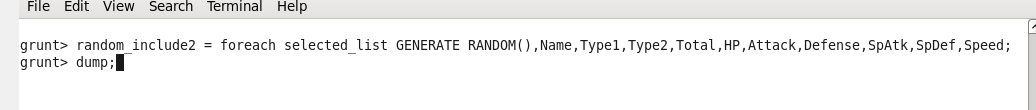 File Edit View Search Terminal Help
grunt> random_include2 = foreach selected_list GENERATE RANDOM(),Name,Type1,Type2,Total,HP,Attack,Defense,SpAtk,SpDef,Speed;
grunt> dump;